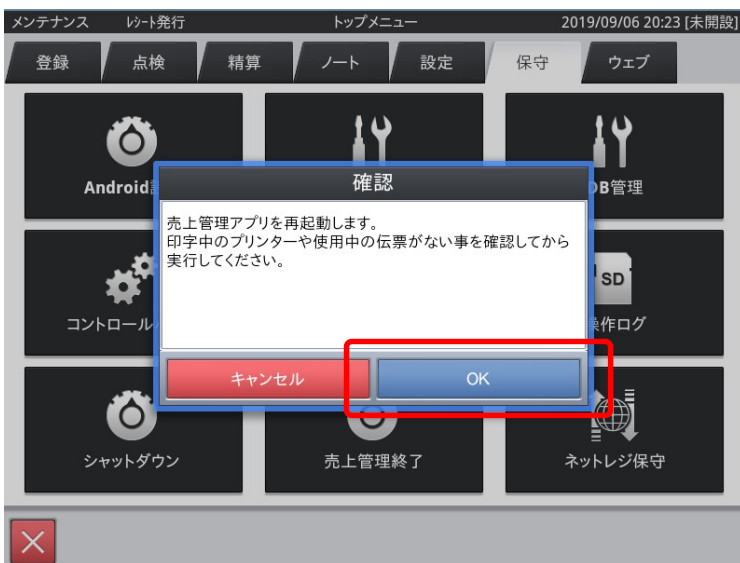 メンテナンス ﾚｼｰﾄ発行 トップメニュー 2019/09/06 20:23 [未開設]
登録 点検 精算 ノート 設定 保守 ウェブ
Android
DB管理
確認
売上管理アプリを再起動します。
印字中のプリンターや使用中の伝票がない事を確認してから
実行してください。
SD
コントロール
操作ログ
キャンセル OK
シャットダウン 売上管理終了 ネットレジ保守